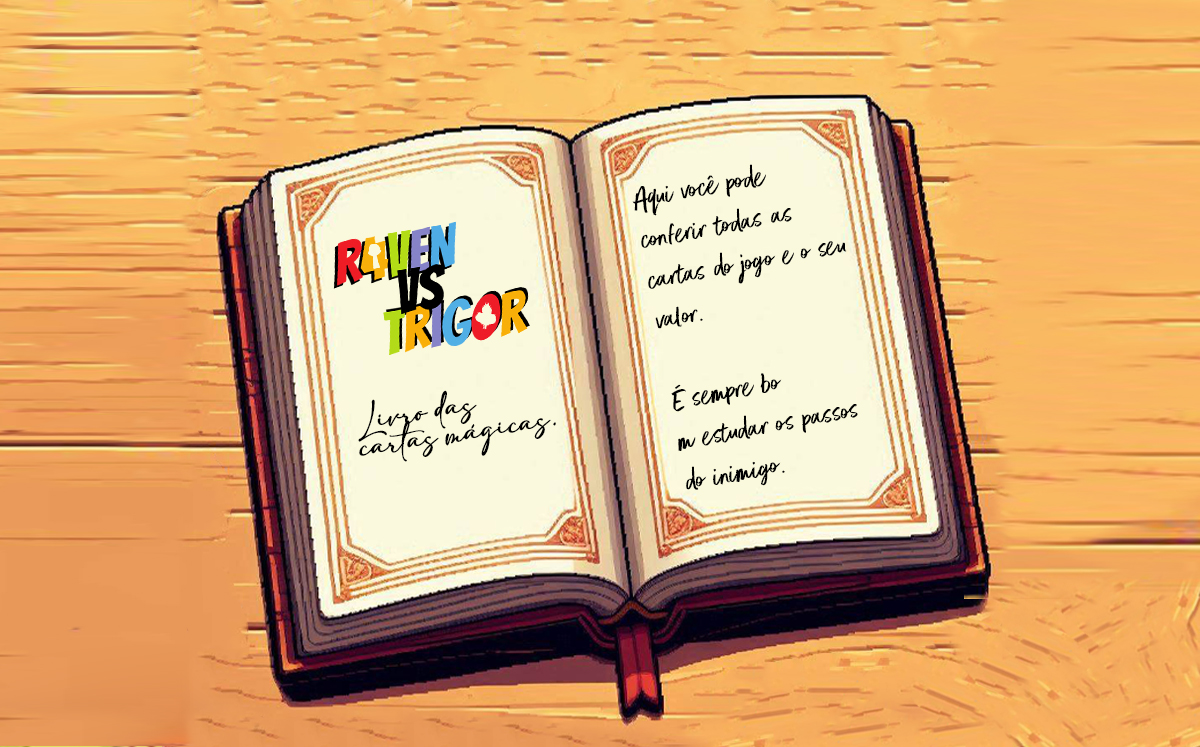 RAVEN
VS
TRIGOR
Livro das
cartas mágicas.
Aqui você pode
conferir todas as
cartas do jogo e o seu
valor.
É sempre bo
m estudar os passos
do inimigo.